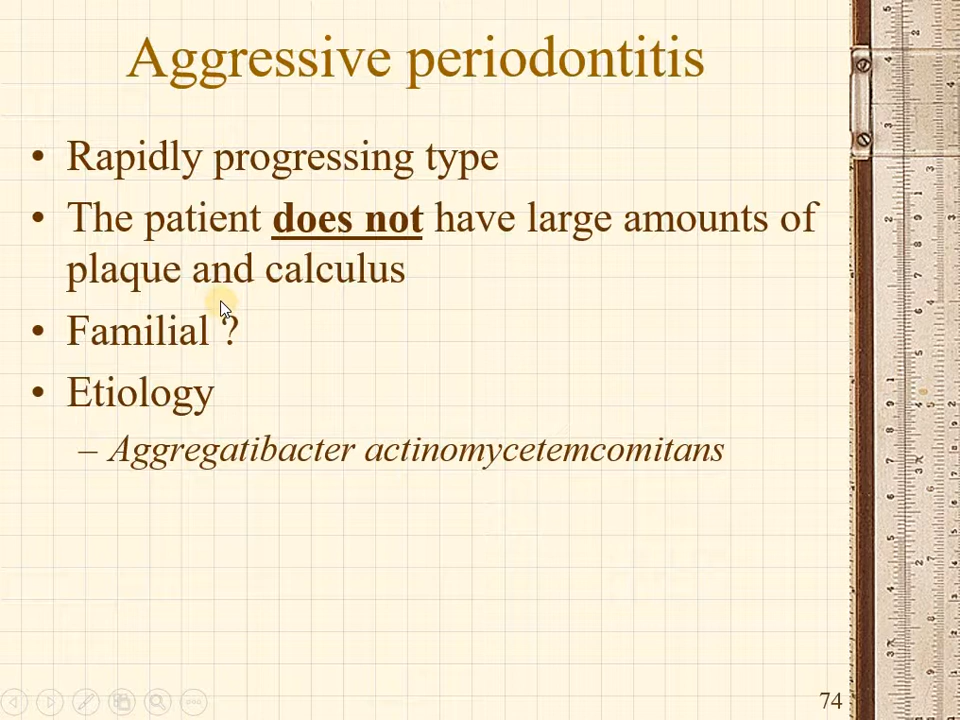 Aggressive periodontitis
• Rapidly progressing type
• The patient does not have large amounts of
plaque and calculus
• Familial ?
• Etiology
– Aggregatibacter actinomycetemcomitans
74